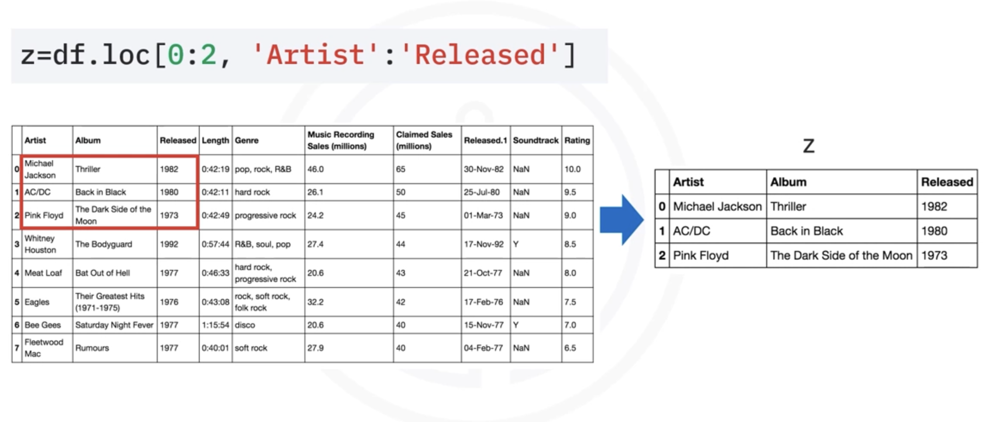 z=df.loc[0:2, 'Artist':'Released']
Artist Album Released Length Genre Music Recording Sales (millions) Claimed Sales (millions) Released.1 Soundtrack Rating
0 Michael Jackson Thriller 1982 0:42:19 pop, rock, R&B 46.0 65 30-Nov-82 NaN 10.0
1 AC/DC Back in Black 1980 0:42:11 hard rock 26.1 50 25-Jul-80 NaN 9.5
2 Pink Floyd The Dark Side of the Moon 1973 0:42:49 progressive rock 24.2 45 01-Mar-73 NaN 9.0
3 Whitney Houston The Bodyguard 1992 0:57:44 R&B, soul, pop 27.4 44 17-Nov-92 Y 8.5
4 Meat Loaf Bat Out of Hell 1977 0:46:33 hard rock, progressive rock 20.6 43 21-Oct-77 NaN 8.0
5 Eagles Their Greatest Hits (1971-1975) 1976 0:43:08 rock, soft rock, folk rock 32.2 42 17-Feb-76 NaN 7.5
6 Bee Gees Saturday Night Fever 1977 1:15:54 disco 20.6 40 15-Nov-77 Y 7.0
7 Fleetwood Mac Rumours 1977 0:40:01 soft rock 27.9 40 04-Feb-77 NaN 6.5
z
Artist Album Released
0 Michael Jackson Thriller 1982
1 AC/DC Back in Black 1980
2 Pink Floyd The Dark Side of the Moon 1973